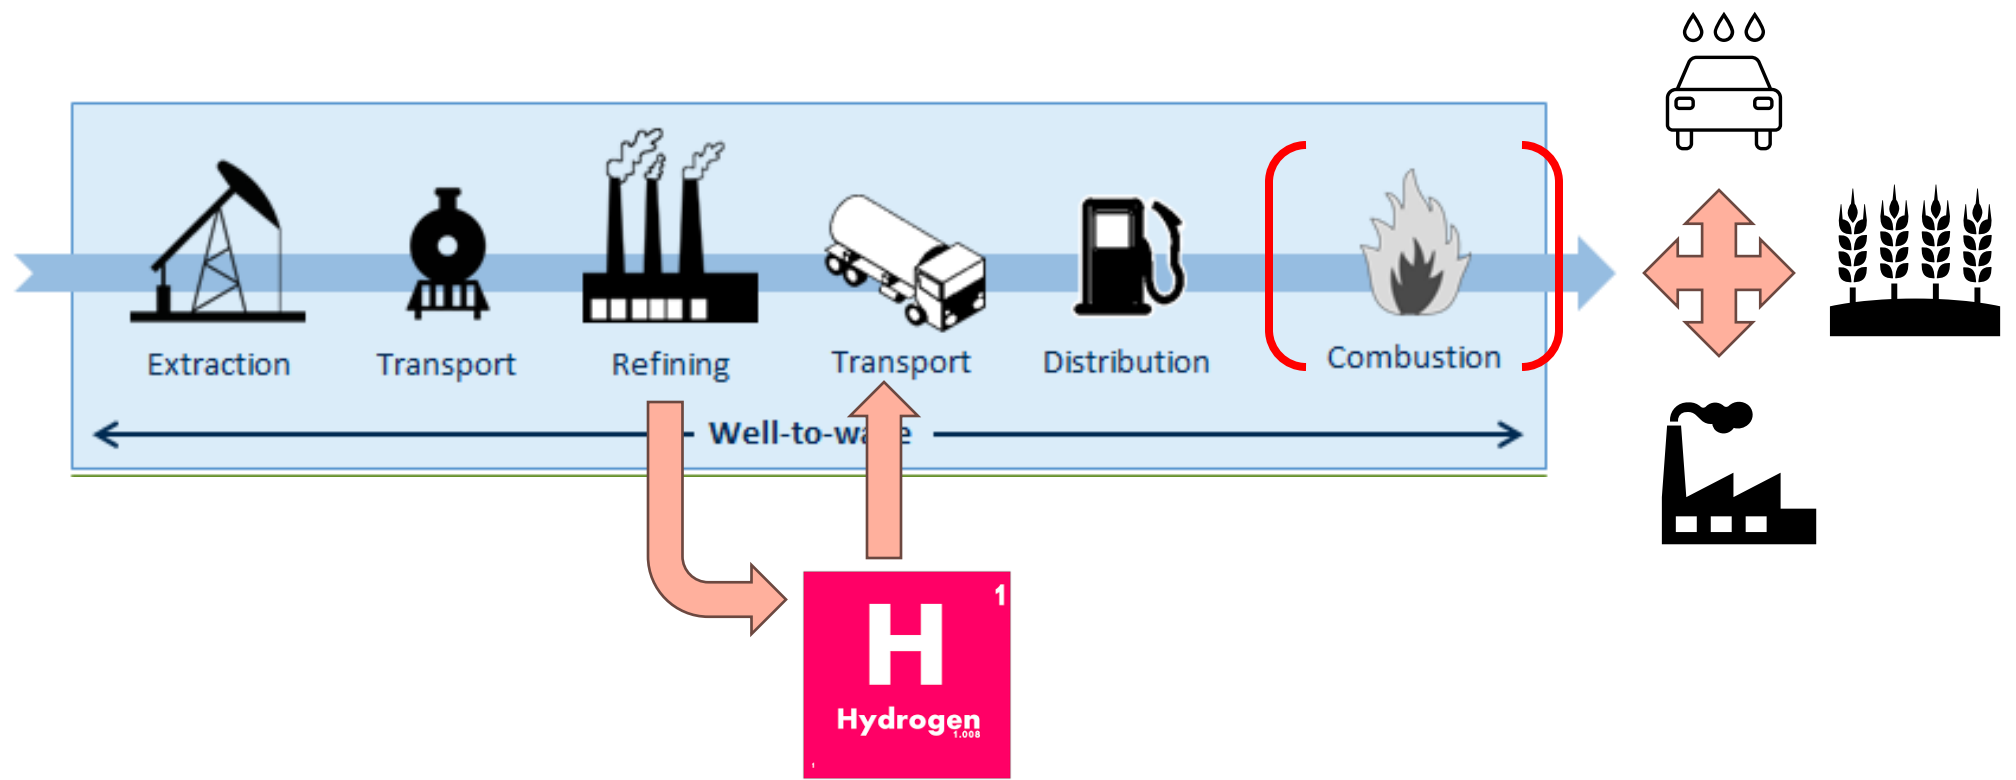 Extraction
Transport
Refining
Transport
Distribution
Combustion
Well-to-wa e
1
H
Hydrogen
1.008